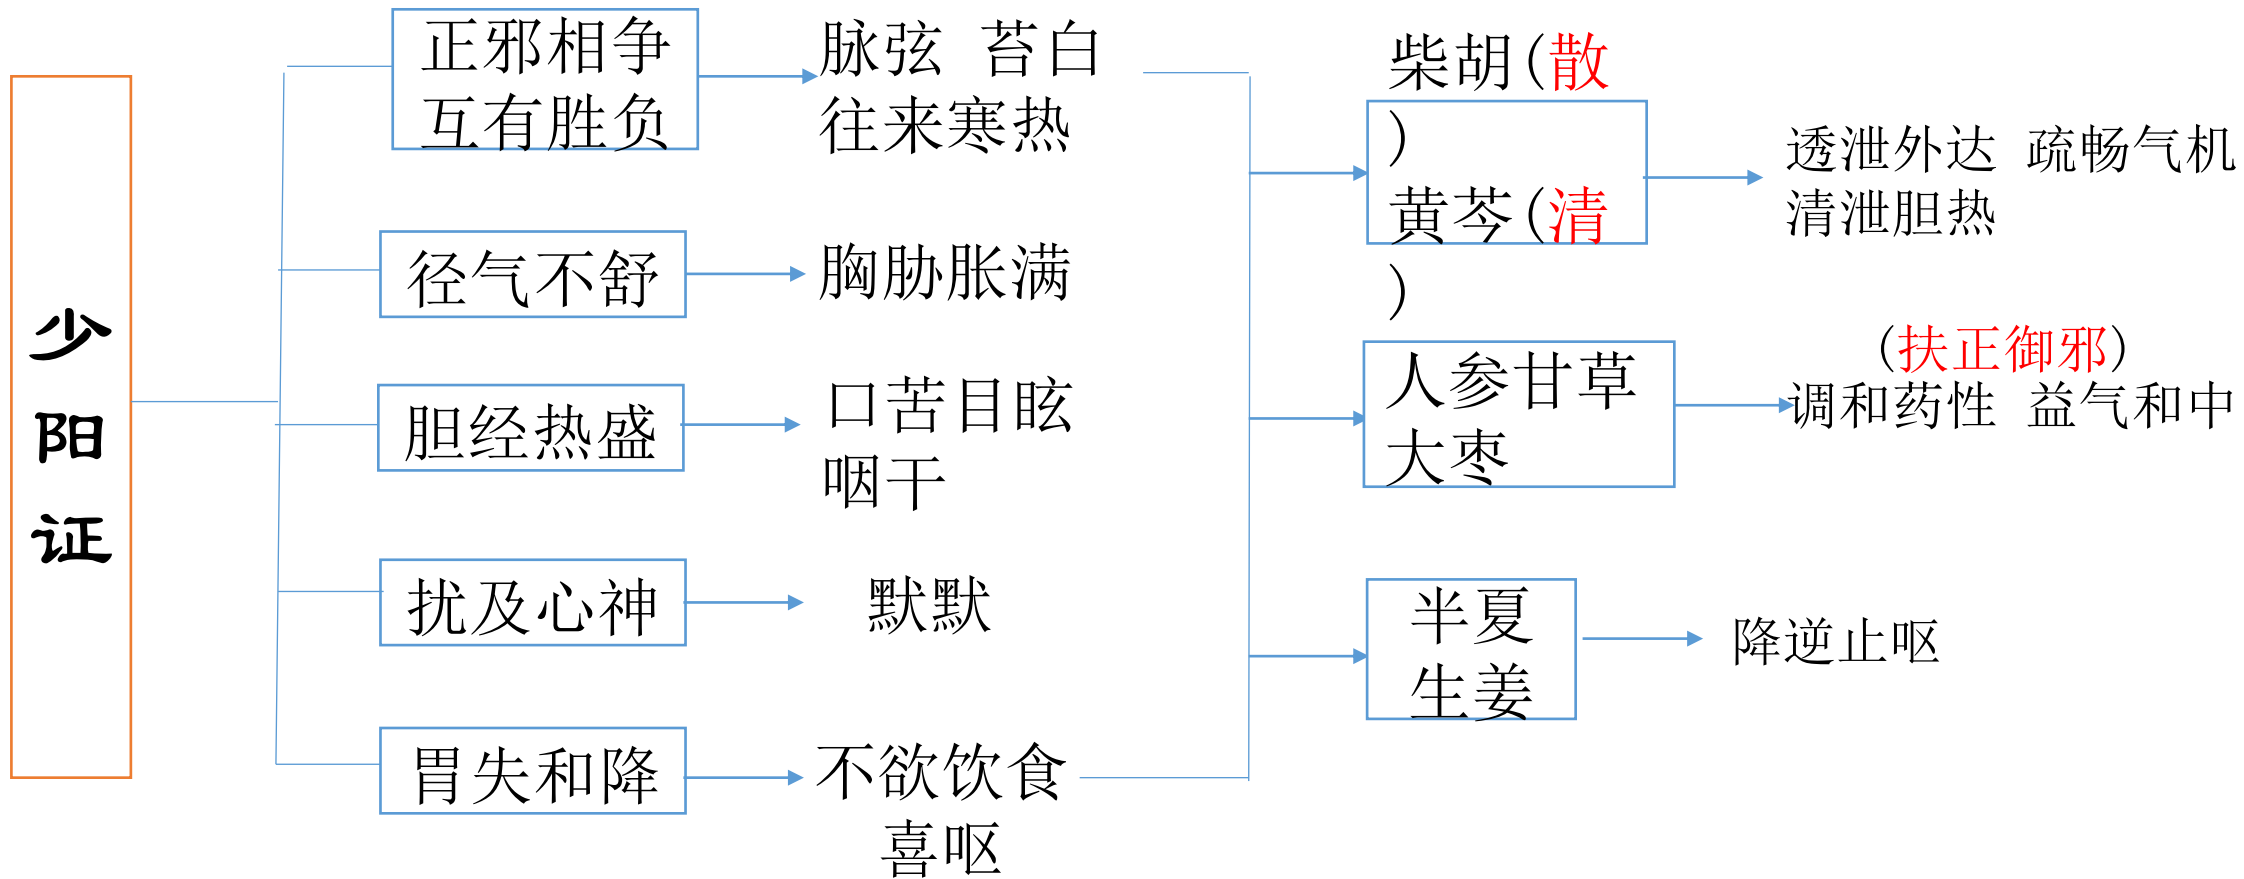 少
阳
证
正邪相争
互有胜负
脉弦 苔白
往来寒热
径气不舒
胸胁胀满
胆经热盛
口苦目眩
咽干
扰及心神
默默
胃失和降
不欲饮食
喜呕
柴胡(散
)
黄芩(清
)
透泄外达 疏畅气机
清泄胆热
人参甘草
大枣
(扶正御邪)
调和药性 益气和中
半夏
生姜
降逆止呕